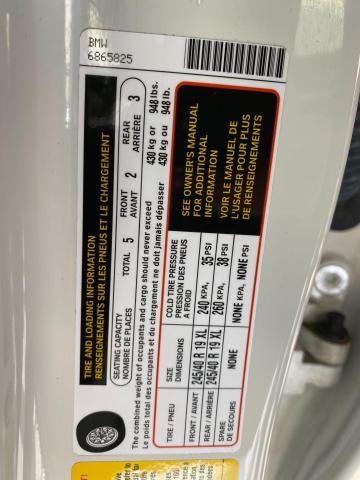 BMW
6865825
TIRE AND LOADING INFORMATION
RENSEIGNEMENTS SUR LES PNEUS ET LE CHARGEMENT
SEATING CAPACITY
NOMBRE DE PLACES
TOTAL 5
FRONT
AVANT 2
REAR
ARRIÈRE 3
The combined weight of occupants and cargo should never exceed 430 kg or 948 lbs.
Le poids total des occupants et du chargement ne doit jamais dépasser 430 kg ou 948 lb.
TIRE / PNEU
SIZE
DIMENSIONS
COLD TIRE PRESSURE
PRESSION DES PNEUS
A FROID
FRONT / AVANT 245/40 R 19 XL 240 KPA, 35 PSI
REAR / ARRIÈRE 245/40 R 19 XL 260 KPA, 38 PSI
SPARE
DE SECOURS NONE NONE KPA, NONE PSI
SEE OWNER'S MANUAL
FOR ADDITIONAL
INFORMATION
VOIR LE MANUEL DE
L'USAGER POUR PLUS
DE RENSEIGNEMENTS